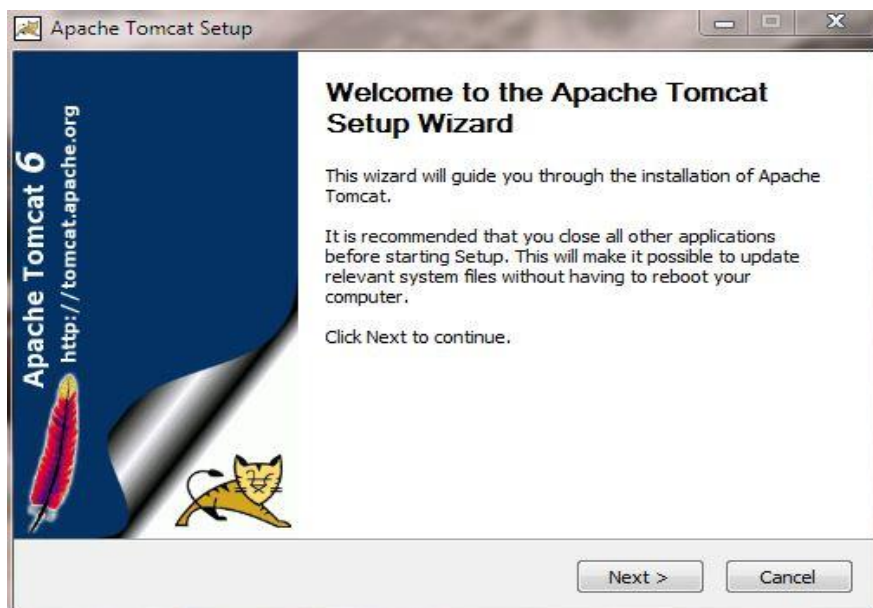 Apache Tomcat Setup
Apache Tomcat 6
http://tomcat.apache.org
Welcome to the Apache Tomcat
Setup Wizard
This wizard will guide you through the installation of Apache
Tomcat.
It is recommended that you close all other applications
before starting Setup. This will make it possible to update
relevant system files without having to reboot your
computer.
Click Next to continue.
Next >
Cancel